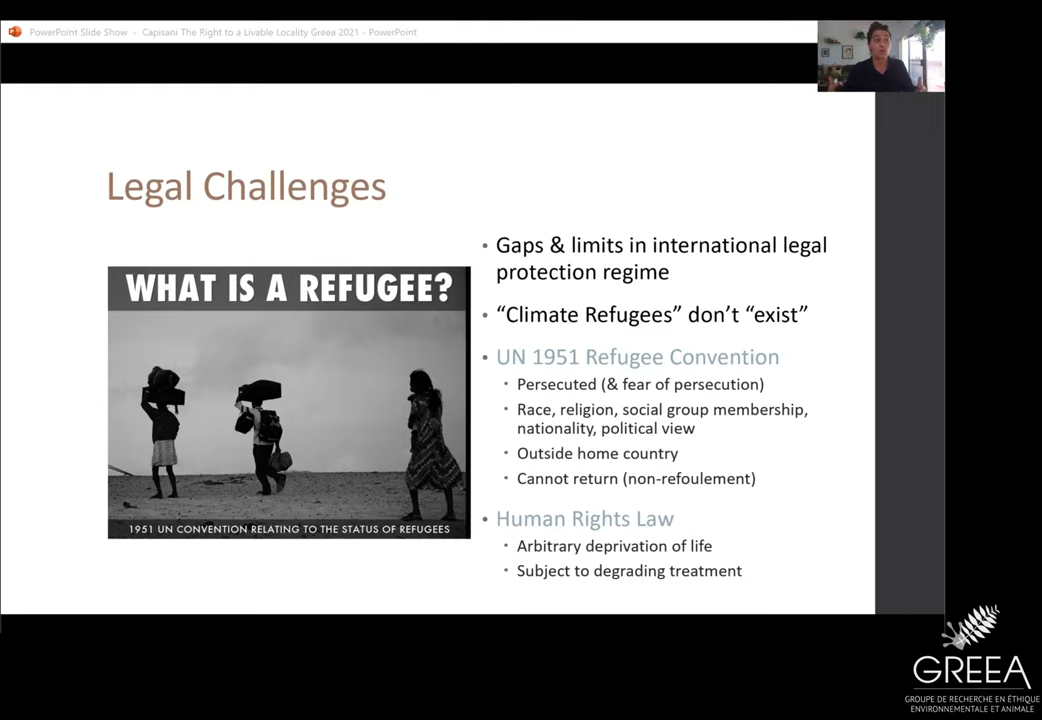 PowerPoint Slide Show - Capisani The Right to a Livable Locality Greea 2021 - PowerPoint
Legal Challenges
WHAT IS A REFUGEE?
1951 UN CONVENTION RELATING TO THE STATUS OF REFUGEES
• Gaps & limits in international legal
protection regime
• “Climate Refugees” don’t “exist”
• UN 1951 Refugee Convention
• Persecuted (& fear of persecution)
• Race, religion, social group membership,
nationality, political view
• Outside home country
• Cannot return (non-refoulement)
• Human Rights Law
• Arbitrary deprivation of life
• Subject to degrading treatment
GREEA
GROUPE DE RECHERCHE EN ÉTHIQUE
ENVIRONNEMENTALE ET ANIMALE